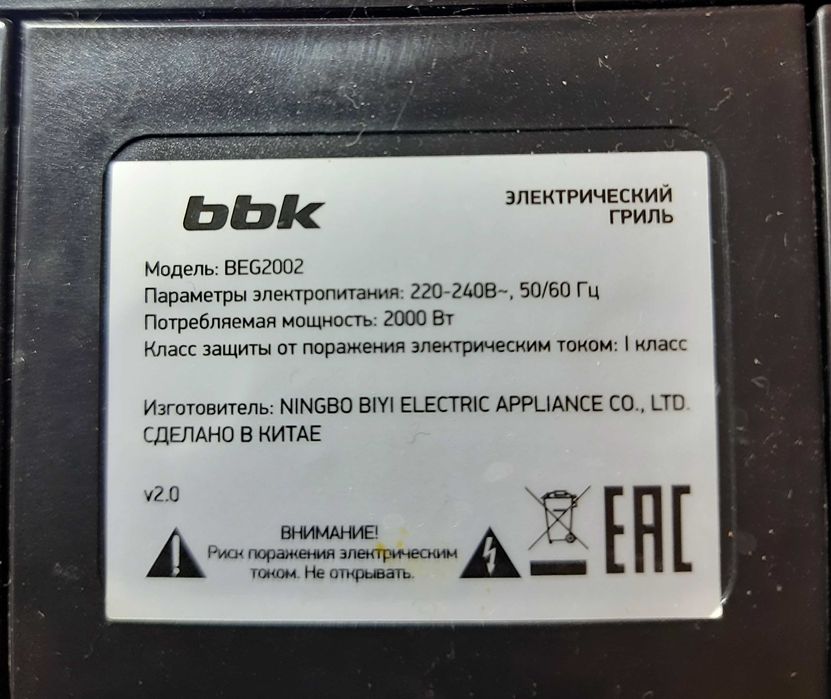 bbk
ЭЛЕКТРИЧЕСКИЙ
ГРИЛЬ
Модель: BEG2002
Параметры электропитания: 220-240В~, 50/60 Гц
Потребляемая мощность: 2000 Вт
Класс защиты от поражения электрическим током: I класс
Изготовитель: NINGBO BIYI ELECTRIC APPLIANCE CO., LTD.
СДЕЛАНО В КИТАЕ
v2.0
ВНИМАНИЕ!
Риск поражения электрическим
током. Не открывать.
EAC